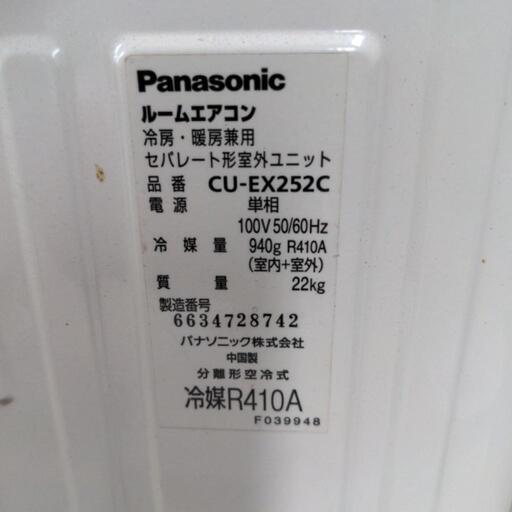 Panasonic
ルームエアコン
冷房・暖房兼用
セパレート形室外ユニット
品番 CU-EX252C
電源 単相
100V 50/60Hz
冷媒量 940g R410A
(室内+室外)
質量 22kg
製造番号
6634728742
パナソニック株式会社
中国製
分離形空冷式
冷媒R410A
F039948